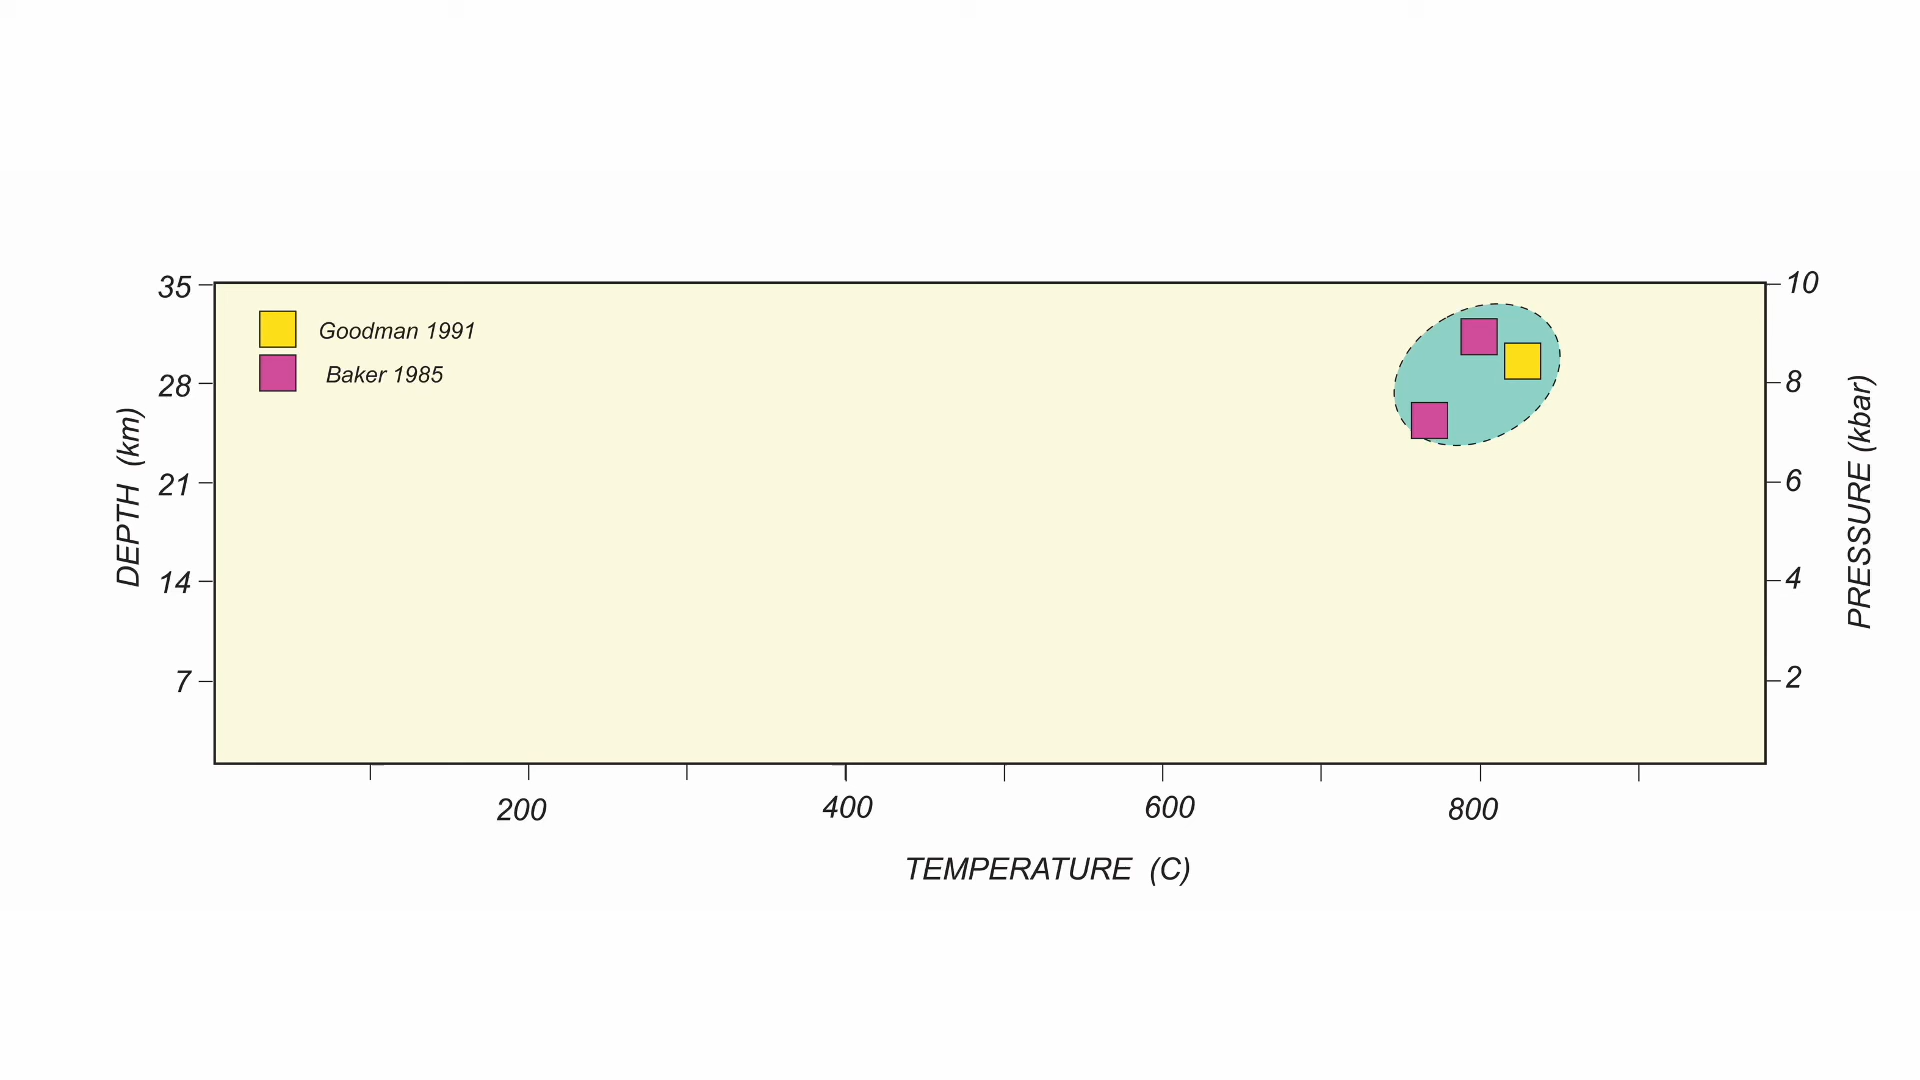 35
28
21
14
7
DEPTH (km)
Goodman 1991
Baker 1985
10
8
6
4
2
PRESSURE (kbar)
200
400
600
800
TEMPERATURE (C)